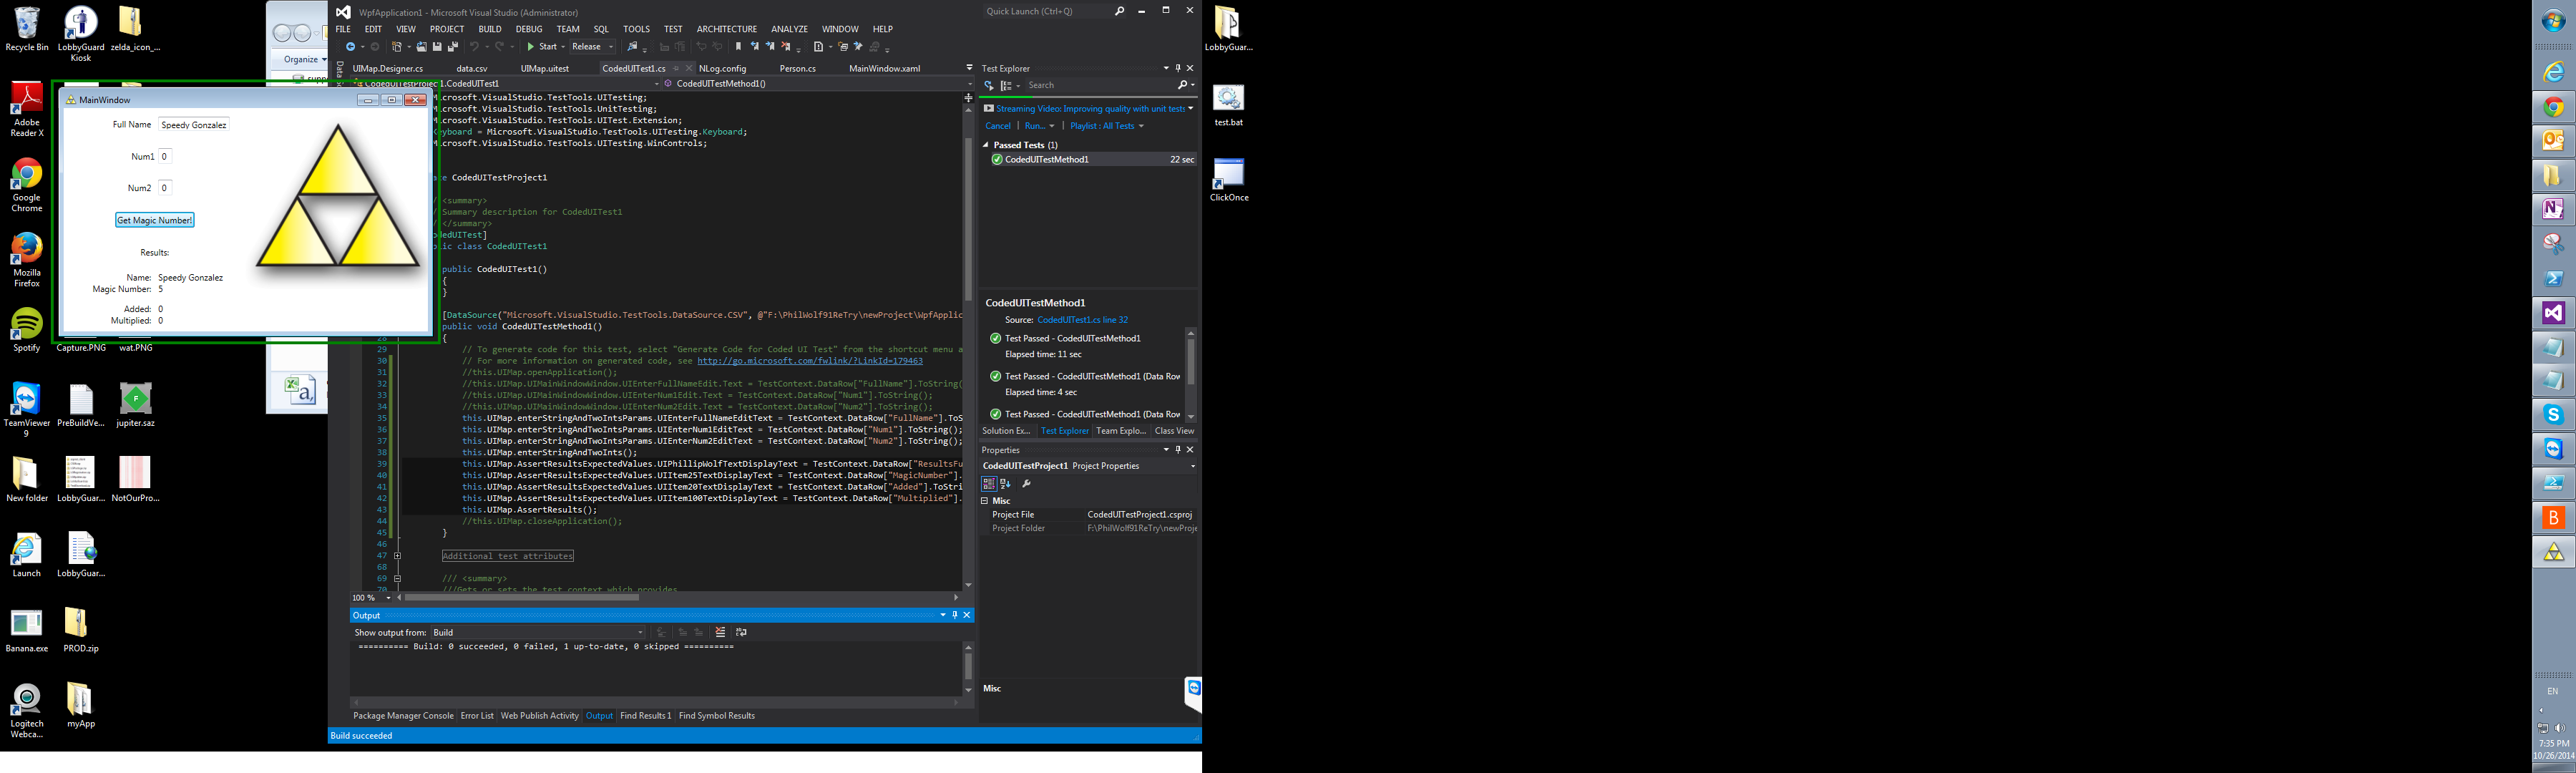 Recycle Bin
LobbyGuard
Kiosk
zelda_icon_...
Adobe
Reader X
Google
Chrome
Mozilla
Firefox
Spotify
Capture.PNG
wat.PNG
TeamViewer
9
PreBuildVe...
jupiter.saz
New folder
LobbyGuar...
NotOurPro...
Launch
LobbyGuar...
Banana.exe
PROD.zip
Logitech
Webca...
myApp
Organize
MainWindow
Full Name Speedy Gonzalez
Num1 0
Num2 0
Get Magic Number!
Results:
Name: Speedy Gonzalez
Magic Number: 5
Added: 0
Multiplied: 0
WpfApplication1 - Microsoft Visual Studio (Administrator)
Quick Launch (Ctrl+Q)
FILE EDIT VIEW PROJECT BUILD DEBUG TEAM SQL TOOLS TEST ARCHITECTURE ANALYZE WINDOW HELP
Start Release
UIMap.Designer.cs data.csv UIMap.uitest CodedUITest1.cs NLog.config Person.cs MainWindow.xaml
CodedUITestProject1.CodedUITest1 CodedUITestMethod1()
icrosoft.VisualStudio.TestTools.UITesting;
icrosoft.VisualStudio.TestTools.UnitTesting;
icrosoft.VisualStudio.TestTools.UITest.Extension;
eyboard = Microsoft.VisualStudio.TestTools.UITesting.Keyboard;
icrosoft.VisualStudio.TestTools.UITesting.WinControls;
e CodedUITestProject1
<summary>
Summary description for CodedUITest1
</summary>
dedUITest]
lic class CodedUITest1
public CodedUITest1()
{
}
[DataSource("Microsoft.VisualStudio.TestTools.DataSource.CSV", @"F:\PhilWolf91ReTry\newProject\WpfApplic
public void CodedUITestMethod1()
28 {
29 // To generate code for this test, select "Generate Code for Coded UI Test" from the shortcut menu a
30 // For more information on generated code, see http://go.microsoft.com/fwlink/?LinkId=179463
31 //this.UIMap.openApplication();
32 //this.UIMap.UIMainWindowWindow.UIEnterFullNameEdit.Text = TestContext.DataRow["FullName"].ToString(
33 //this.UIMap.UIMainWindowWindow.UIEnterNum1Edit.Text = TestContext.DataRow["Num1"].ToString();
34 //this.UIMap.UIMainWindowWindow.UIEnterNum2Edit.Text = TestContext.DataRow["Num2"].ToString();
35 this.UIMap.enterStringAndTwoIntsParams.UIEnterFullNameEditText = TestContext.DataRow["FullName"].ToS
36 this.UIMap.enterStringAndTwoIntsParams.UIEnterNum1EditText = TestContext.DataRow["Num1"].ToString();
37 this.UIMap.enterStringAndTwoIntsParams.UIEnterNum2EditText = TestContext.DataRow["Num2"].ToString();
38 this.UIMap.enterStringAndTwoInts();
39 this.UIMap.AssertResultsExpectedValues.UIPhillipWolfTextDisplayText = TestContext.DataRow["ResultsFu
40 this.UIMap.AssertResultsExpectedValues.UIItem25TextDisplayText = TestContext.DataRow["MagicNumber"].
41 this.UIMap.AssertResultsExpectedValues.UIItem20TextDisplayText = TestContext.DataRow["Added"].ToStri
42 this.UIMap.AssertResultsExpectedValues.UIItem100TextDisplayText = TestContext.DataRow["Multiplied"].
43 this.UIMap.AssertResults();
44 //this.UIMap.closeApplication();
45 }
46
47 Additional test attributes
68
69 /// <summary>
70 ///Gets or sets the test context which provides
100 %
Output
Show output from: Build
========== Build: 0 succeeded, 0 failed, 1 up-to-date, 0 skipped ==========
Package Manager Console Error List Web Publish Activity Output Find Results 1 Find Symbol Results
Build succeeded
Test Explorer
Search
Streaming Video: Improving quality with unit tests
Cancel | Run... | Playlist : All Tests
Passed Tests (1)
CodedUITestMethod1 22 sec
CodedUITestMethod1
Source: CodedUITest1.cs line 32
Test Passed - CodedUITestMethod1
Elapsed time: 11 sec
Test Passed - CodedUITestMethod1 (Data Row
Elapsed time: 4 sec
Test Passed - CodedUITestMethod1 (Data Row
Solution Ex... Test Explorer Team Explo... Class View
Properties
CodedUITestProject1 Project Properties
Misc
Project File CodedUITestProject1.csproj
Project Folder F:\PhilWolf91ReTry\newProje
Misc
LobbyGuar...
test.bat
ClickOnce
EN
7:35 PM
10/26/2014